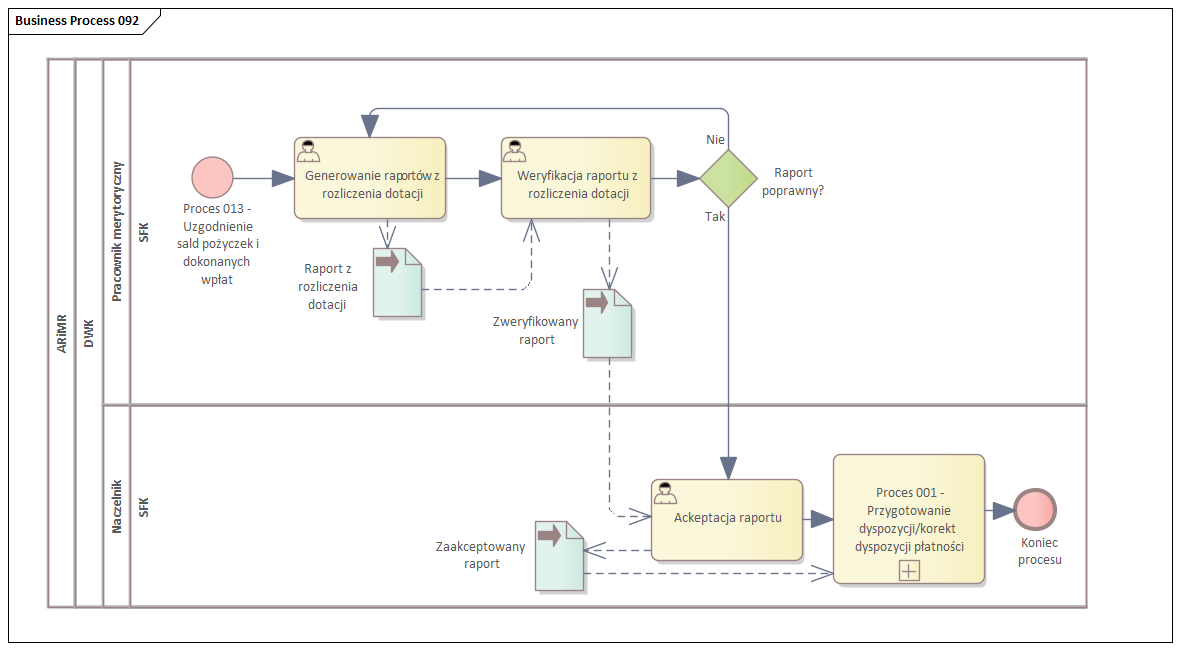 Business Process 092
ARiMR
DWK
Pracownik merytoryczny
SFK
Proces 013 -
Uzgodnienie
sald pożyczek i
dokonanych
wpłat
Generowanie raportów z
rozliczenia dotacji
Weryfikacja raportu z
rozliczenia dotacji
Nie
Raport
poprawny?
Tak
Raport z
rozliczenia
dotacji
Zweryfikowany
raport
Naczelnik
SFK
Ackeptacja raportu
Zaakceptowany
raport
Proces 001 -
Przygotowanie
dyspozycji/korekt
dyspozycji płatności
Koniec
procesu